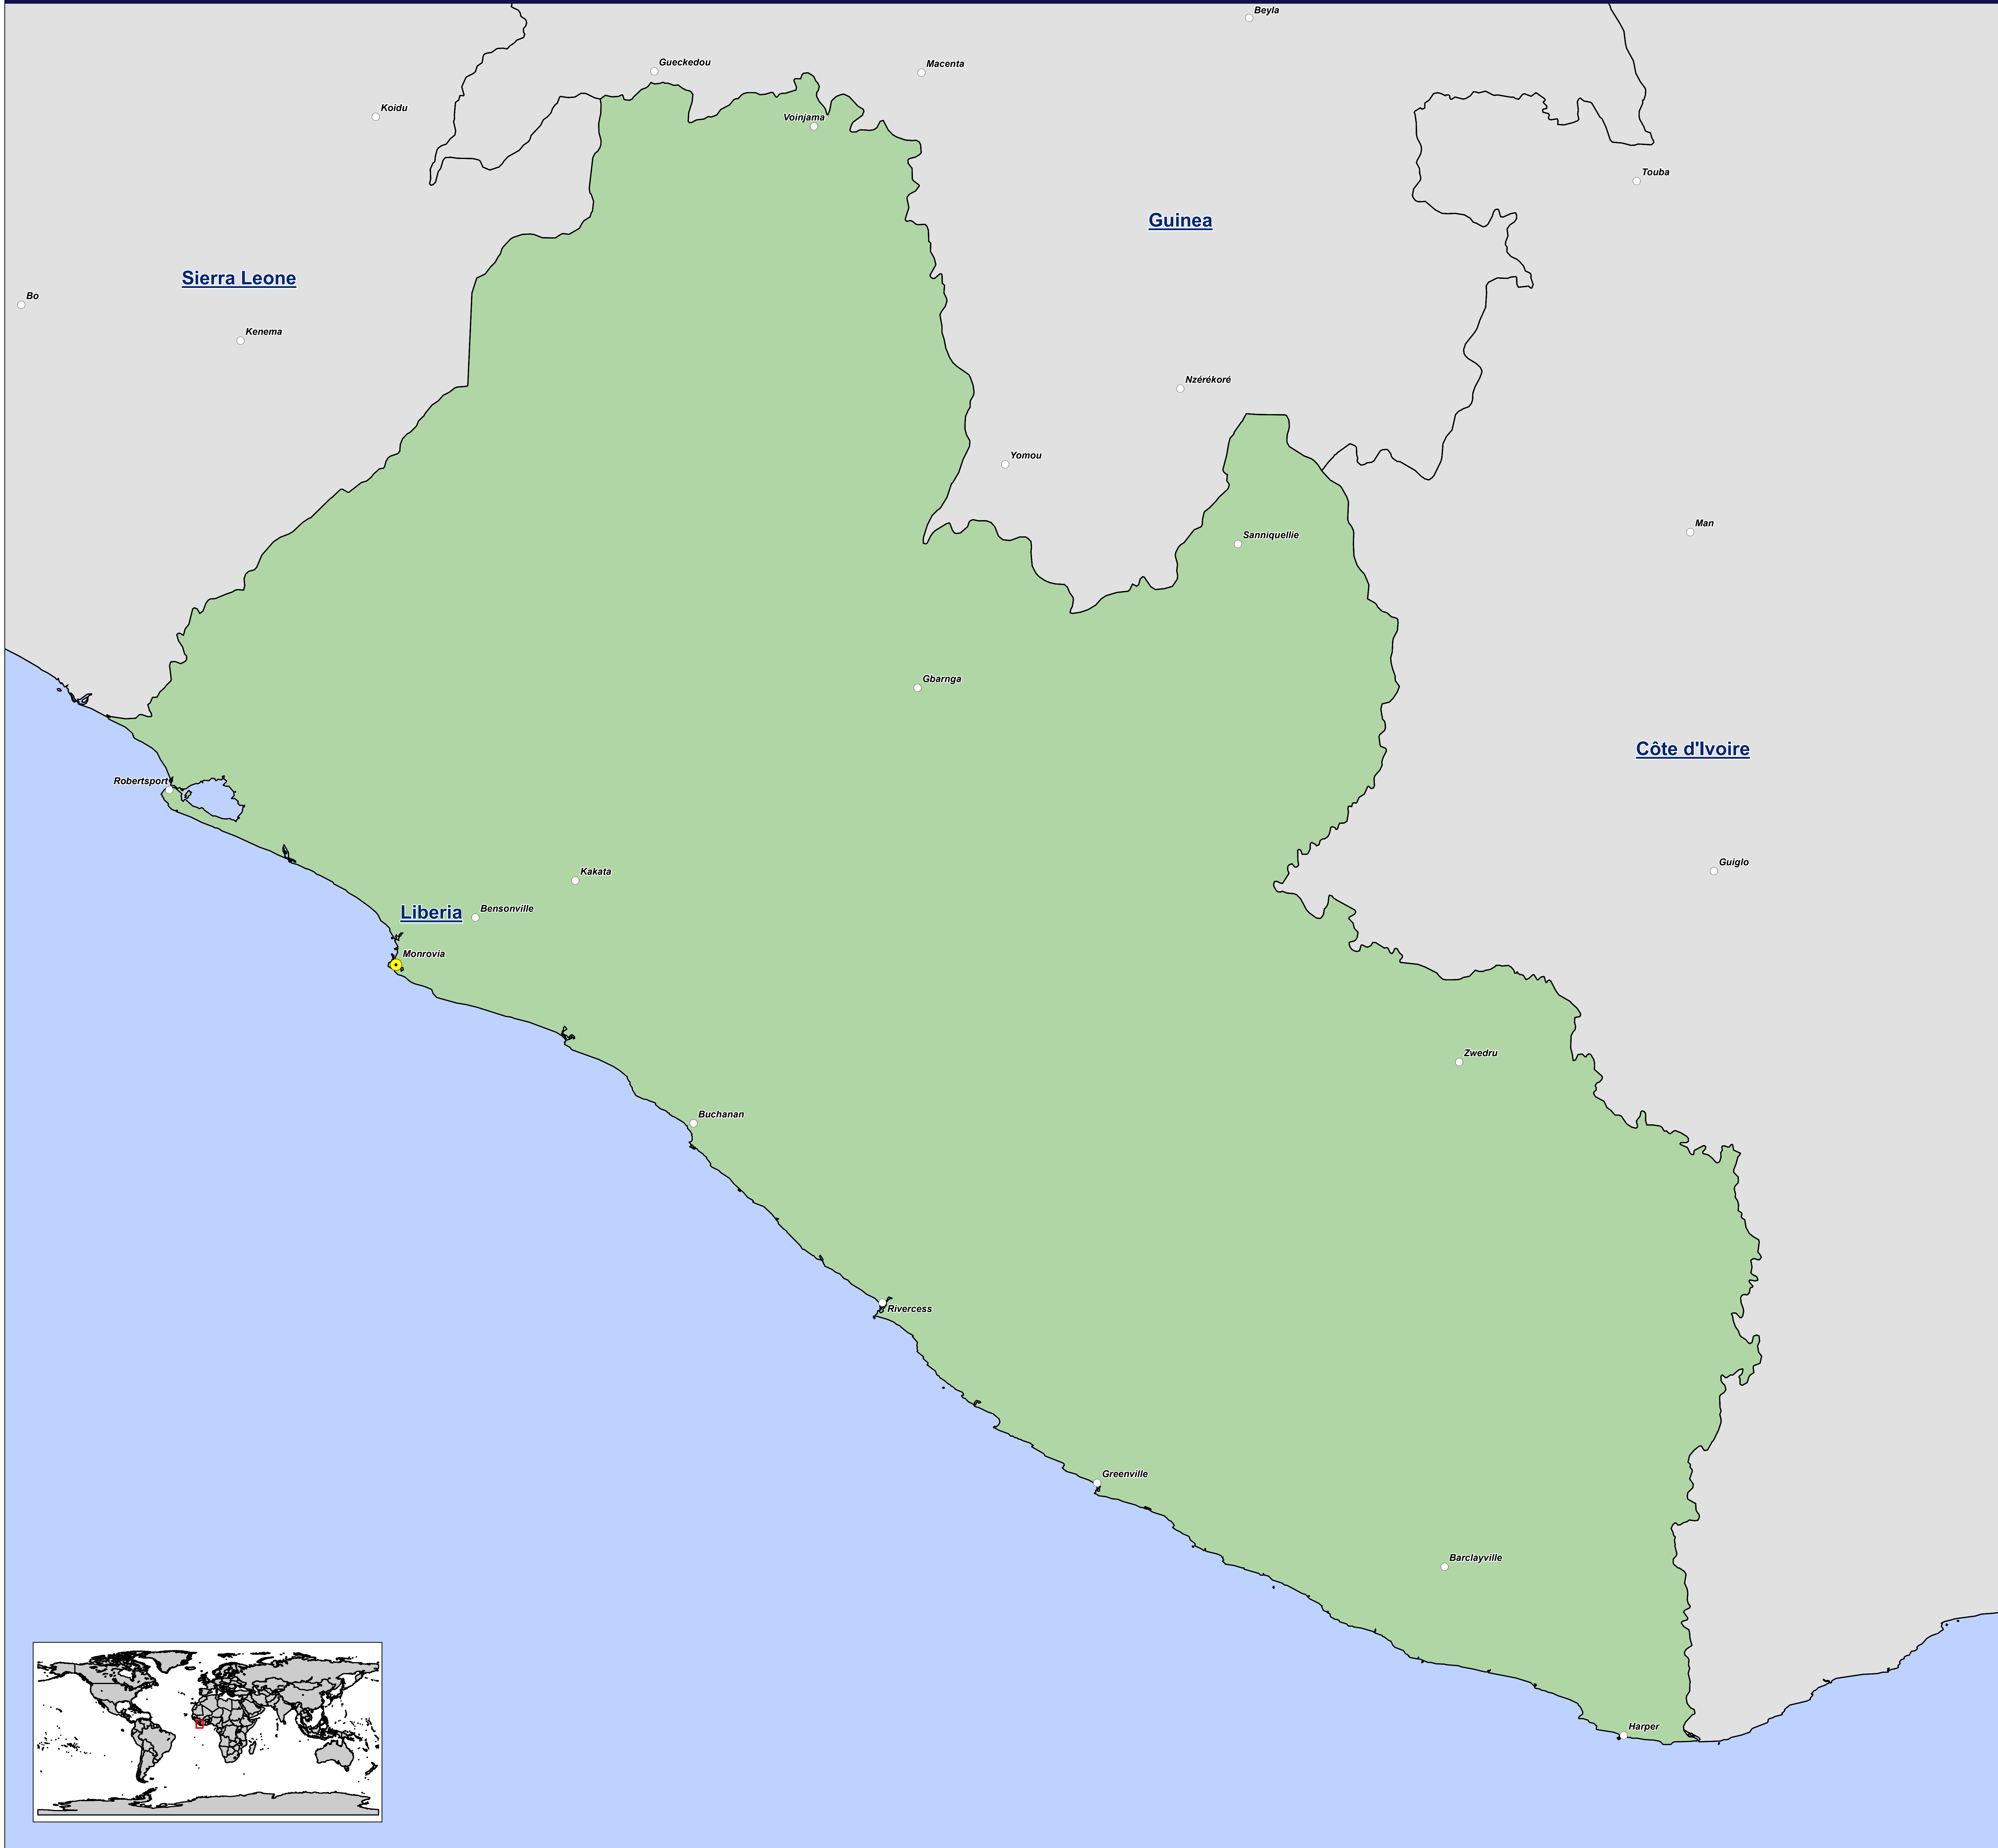 Beyla
Gueckedou
Macenta
Koidu
Voinjama
Touba
Guinea
Sierra Leone
Bo
Kenema
Nzérékoré
Yomou
Man
Sanniquellie
Gbarnga
Côte d'Ivoire
Robertsport
Guiglo
Kakata
Bensonville
Liberia
Monrovia
Zwedru
Buchanan
Rivercess
Greenville
Barclayville
Harper